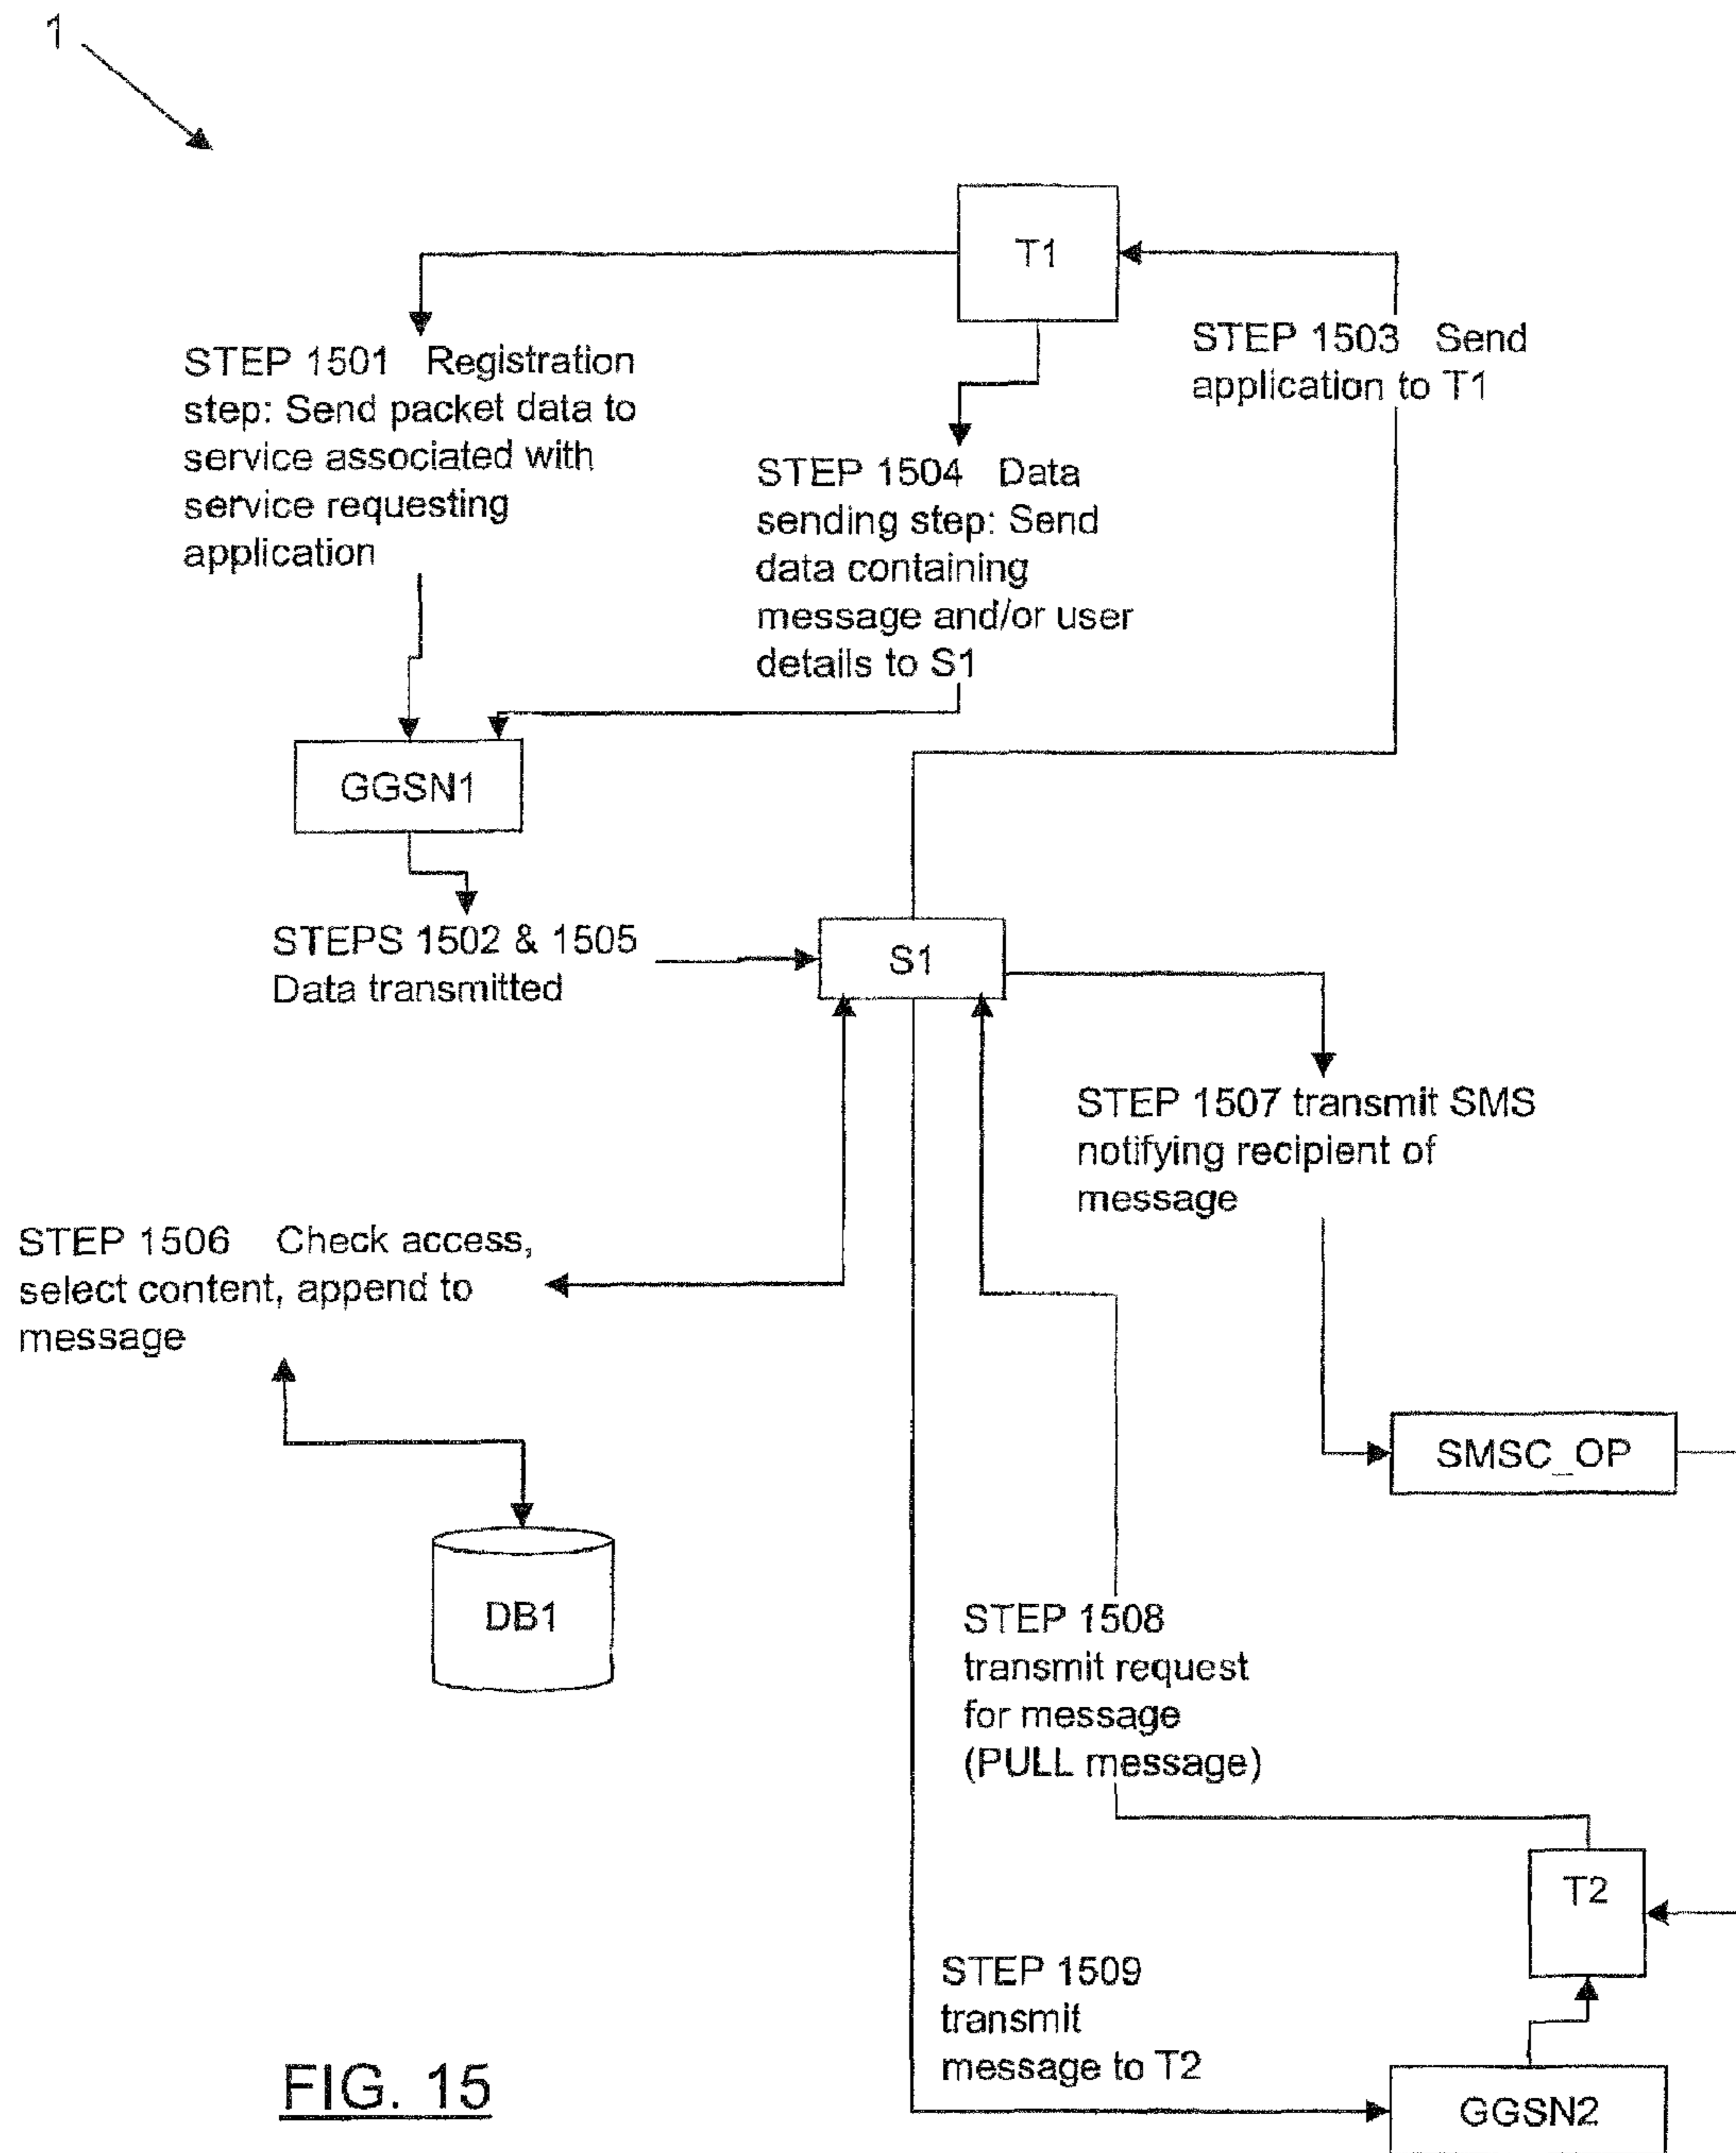 1
T1
STEP 1501 Registration
step: Send packet data to
service associated with
service requesting
application
STEP 1503 Send
application to T1
STEP 1504 Data
sending step: Send
data containing
message and/or user
details to S1
GGSN1
STEPS 1502 & 1505
Data transmitted
S1
STEP 1507 transmit SMS
notifying recipient of
message
STEP 1506 Check access,
select content, append to
message
SMSC_OP
DB1
STEP 1508
transmit request
for message
(PULL message)
T2
STEP 1509
transmit
message to T2
GGSN2
FIG. 15